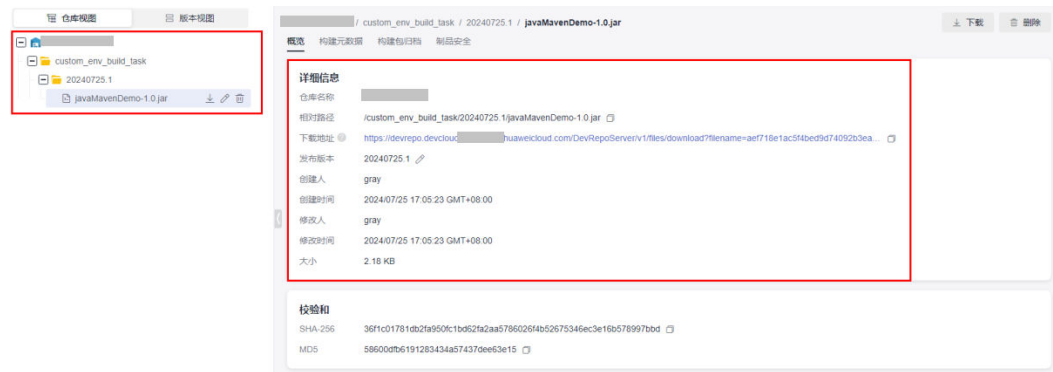 仓库视图 版本视图
custom_env_build_task
20240725.1
javaMavenDemo-1.0.jar
/ custom_env_build_task / 20240725.1 / javaMavenDemo-1.0.jar
下载 删除
概览 构建元数据 构建包归档 制品安全
详细信息
仓库名称
相对路径 /custom_env_build_task/20240725.1/javaMavenDemo-1.0.jar
下载地址 https://devrepo.devcloud huaweicloud.com/DevRepoServer/v1/files/download?filename=aef718e1ac5f4bed9d74092b3ea...
发布版本 20240725.1
创建人 gray
创建时间 2024/07/25 17:05:23 GMT+08:00
修改人 gray
修改时间 2024/07/25 17:05:23 GMT+08:00
大小 2.18 KB
校验和
SHA-256 36f1c01781db2fa950fc1bd62fa2aa5786026f4b52675346ec3e16b578997bbd
MD5 58600dfb6191283434a57437dee63e15